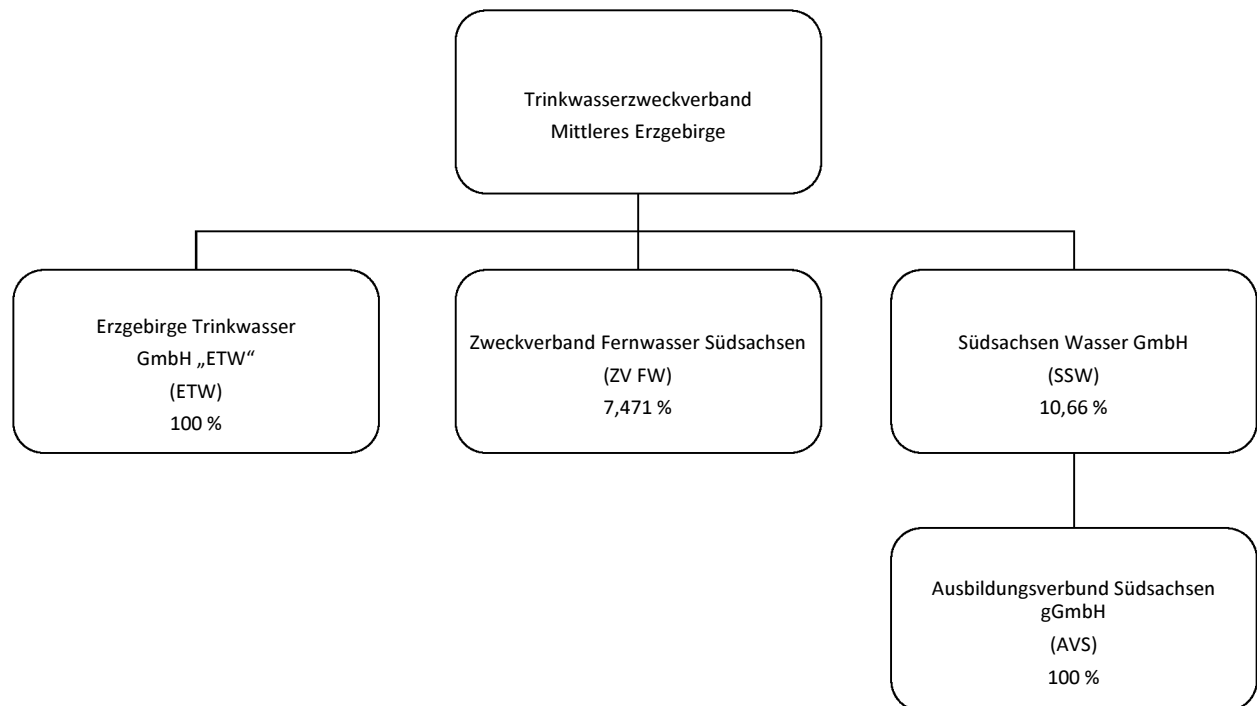 Trinkwasserzweckverband
Mittleres Erzgebirge
Erzgebirge Trinkwasser
GmbH „ETW“
(ETW)
100 %
Zweckverband Fernwasser Südsachsen
(ZV FW)
7,471 %
Südsachsen Wasser GmbH
(SSW)
10,66 %
Ausbildungsverbund Südsachsen
gGmbH
(AVS)
100 %